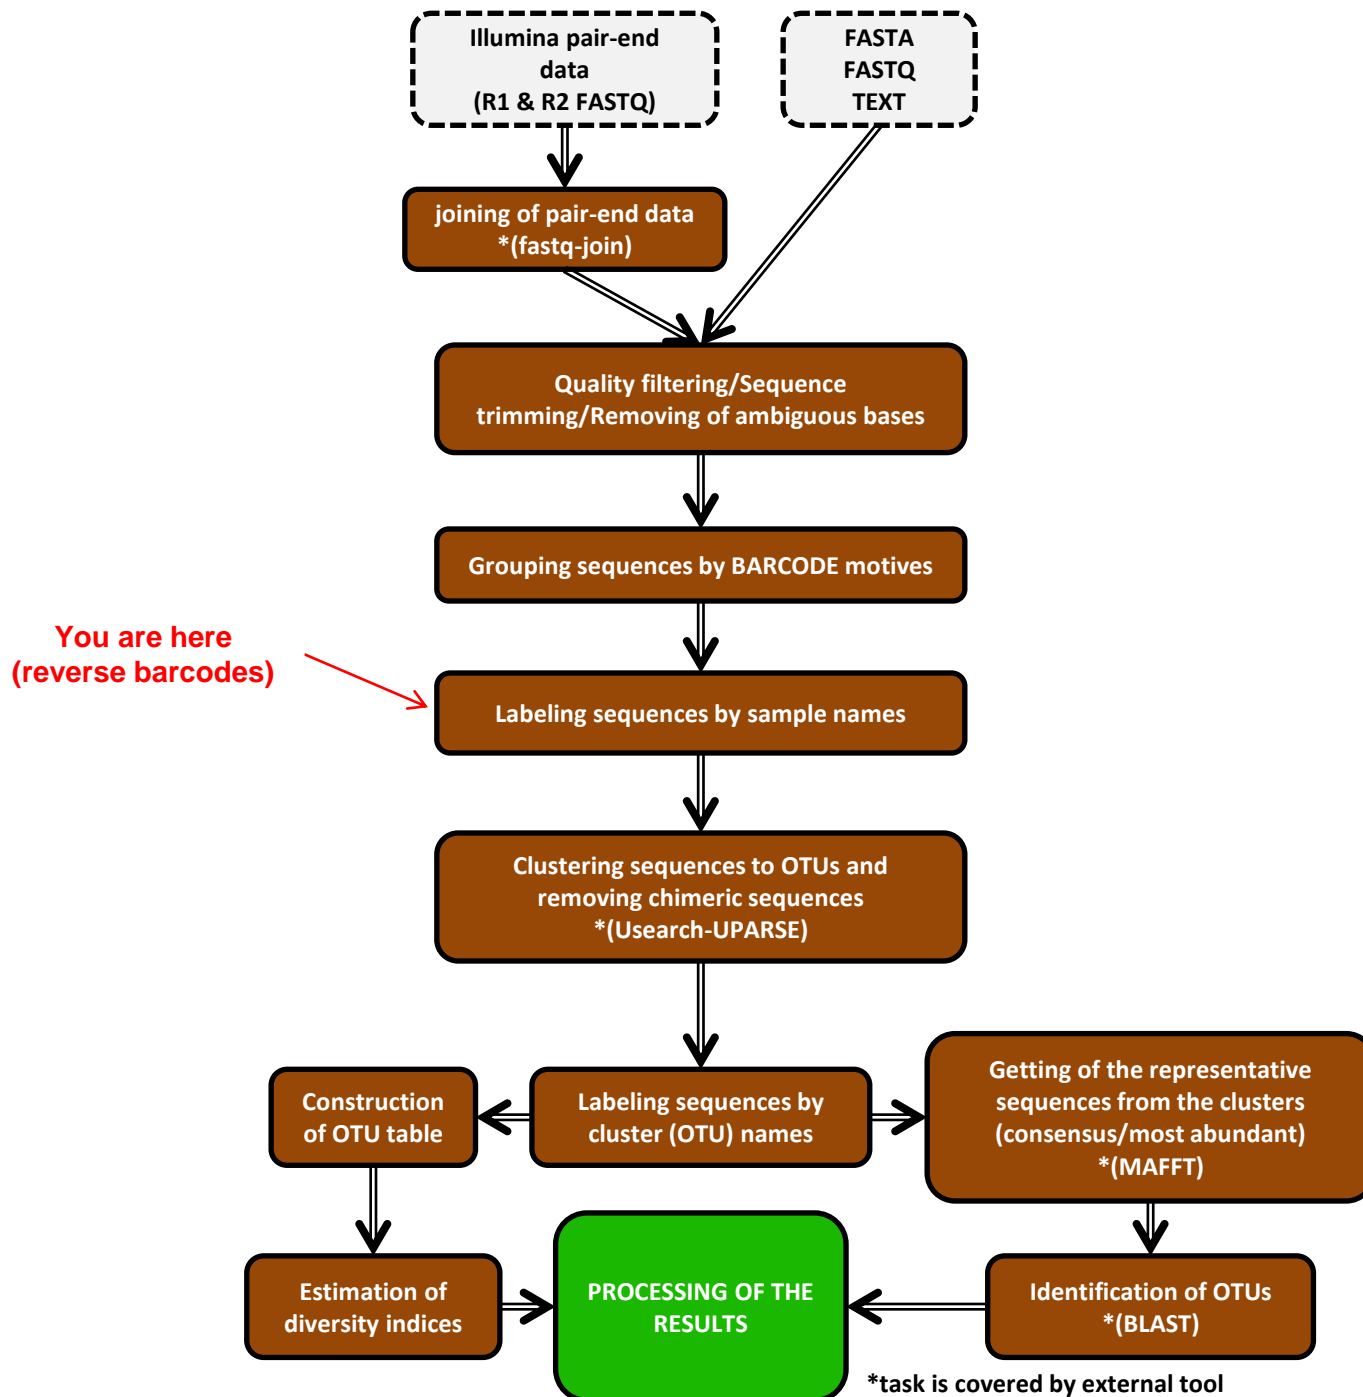 Illumina pair-end
data
(R1 & R2 FASTQ)
FASTA
FASTQ
TEXT
joining of pair-end data
*(fastq-join)
Quality filtering/Sequence
trimming/Removing of ambiguous bases
Grouping sequences by BARCODE motives
You are here
(reverse barcodes)
Labeling sequences by sample names
Clustering sequences to OTUs and
removing chimeric sequences
*(Usearch-UPARSE)
Construction
of OTU table
Labeling sequences by
cluster (OTU) names
Getting of the representative
sequences from the clusters
(consensus/most abundant)
*(MAFFT)
Estimation of
diversity indices
PROCESSING OF THE
RESULTS
Identification of OTUs
*(BLAST)
*task is covered by external tool